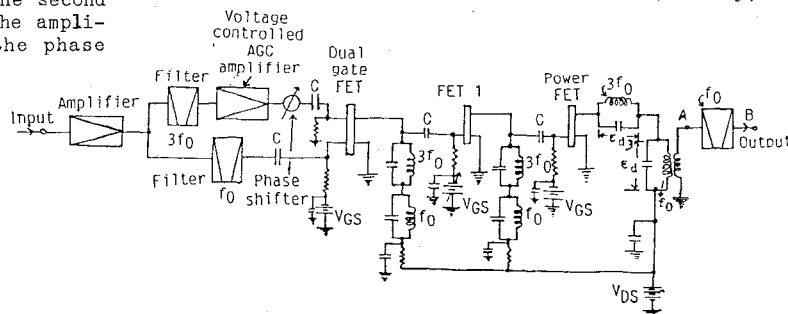 he second
he ampli-
he phase
Voltage
controlled
AGC
amplifier
Dual
gate
FET
Filter
Amplifier
Input
3f0
Filter
f0
C
C
Phase
shifter
VGS
C
3f0
f0
VGS
FET 1
C
3f0
f0
VGS
Power
FET
3f0
εd3
εd
f0
A
f0
B
Output
VDS